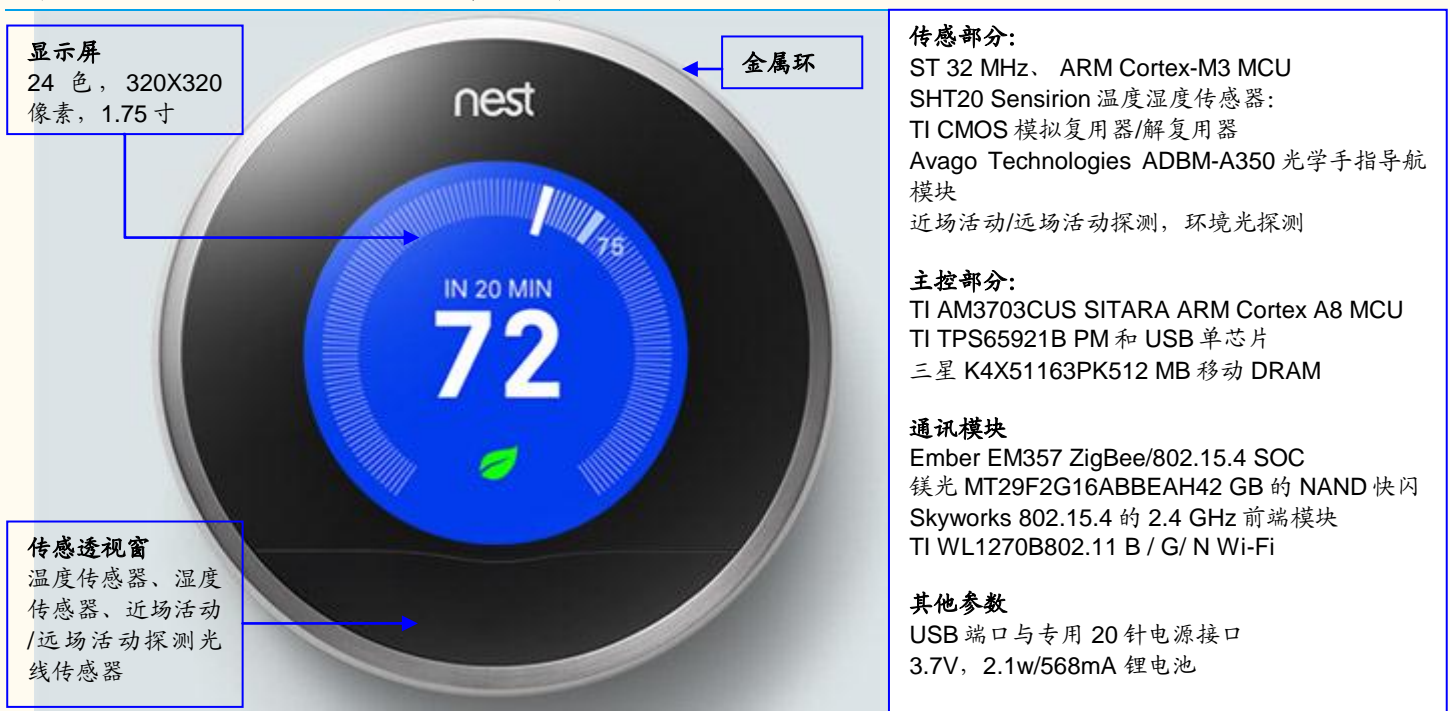 显示屏
24 色，320X320
像素，1.75 寸
金属环
nest
75
IN 20 MIN
72
传感透视窗
温度传感器、湿度
传感器、近场活动
/远场活动探测光
线传感器
传感部分：
ST 32 MHz、 ARM Cortex-M3 MCU
SHT20 Sensirion 温度湿度传感器：
TI CMOS 模拟复用器/解复用器
Avago Technologies ADBM-A350 光学手指导航
模块
近场活动/远场活动探测，环境光探测
主控部分：
TI AM3703CUS SITARA ARM Cortex A8 MCU
TI TPS65921B PM 和 USB 单芯片
三星 K4X51163PK512 MB 移动 DRAM
通讯模块
Ember EM357 ZigBee/802.15.4 SOC
镁光 MT29F2G16ABBEAH42 GB 的 NAND 快闪
Skyworks 802.15.4 的 2.4 GHz 前端模块
TI WL1270B802.11 B / G/ N Wi-Fi
其他参数
USB 端口与专用 20 针电源接口
3.7V，2.1w/568mA 锂电池